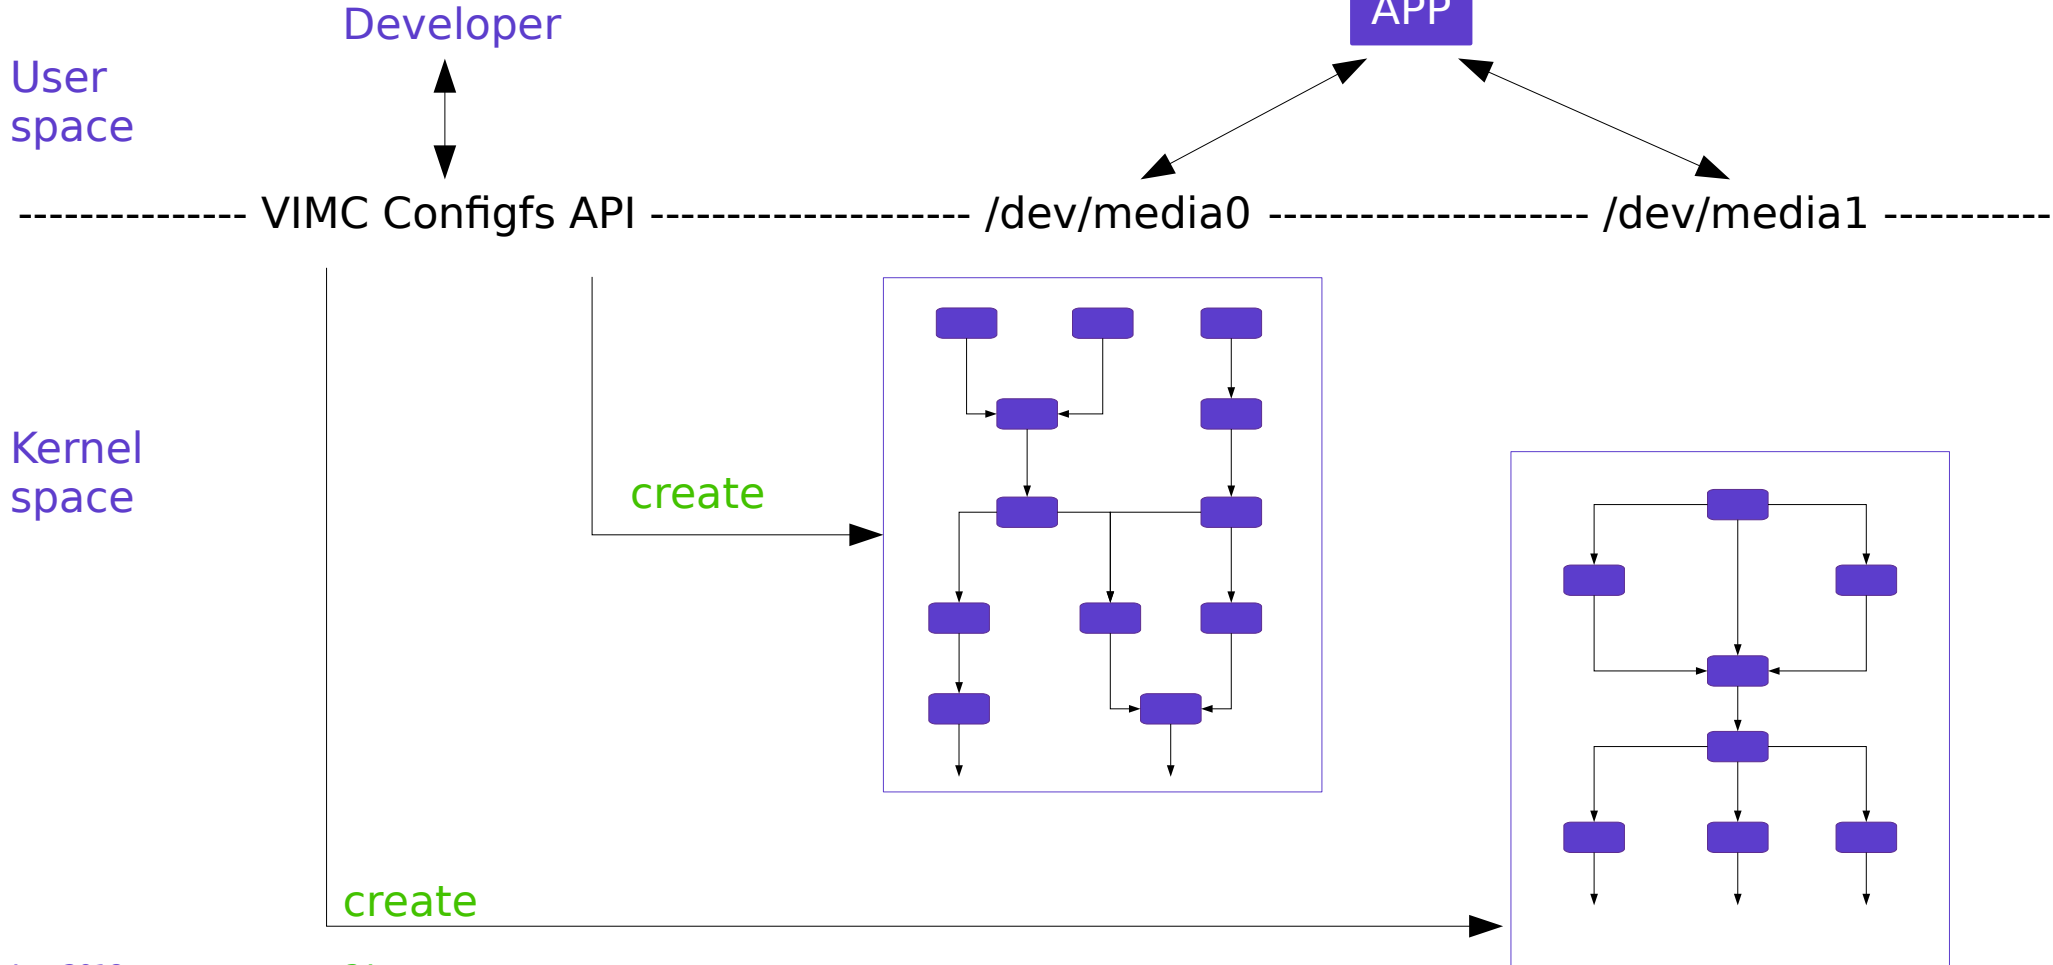 Developer
APP
User
space
--------------- VIMC Configfs API --------------------- /dev/media0 --------------------- /dev/media1 -----------
Kernel
space
create
create